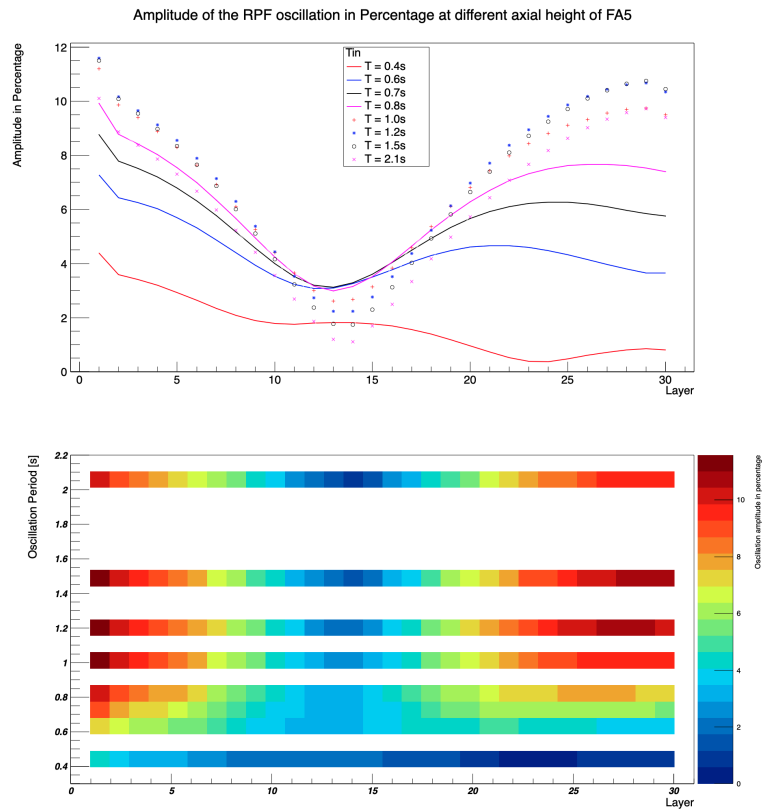 Amplitude of the RPF oscillation in Percentage at different axial height of FA5
Amplitude in Percentage
12
10
8
6
4
2
0
Tin
T = 0.4s
T = 0.6s
T = 0.7s
T = 0.8s
T = 1.0s
T = 1.2s
T = 1.5s
T = 2.1s
0 5 10 15 20 25 30
Layer
Oscillation Period [s]
2.2
2
1.8
1.6
1.4
1.2
1
0.8
0.6
0.4
0 5 10 15 20 25 30
Layer
10
8
6
4
2
0
Oscillation amplitude in percentage